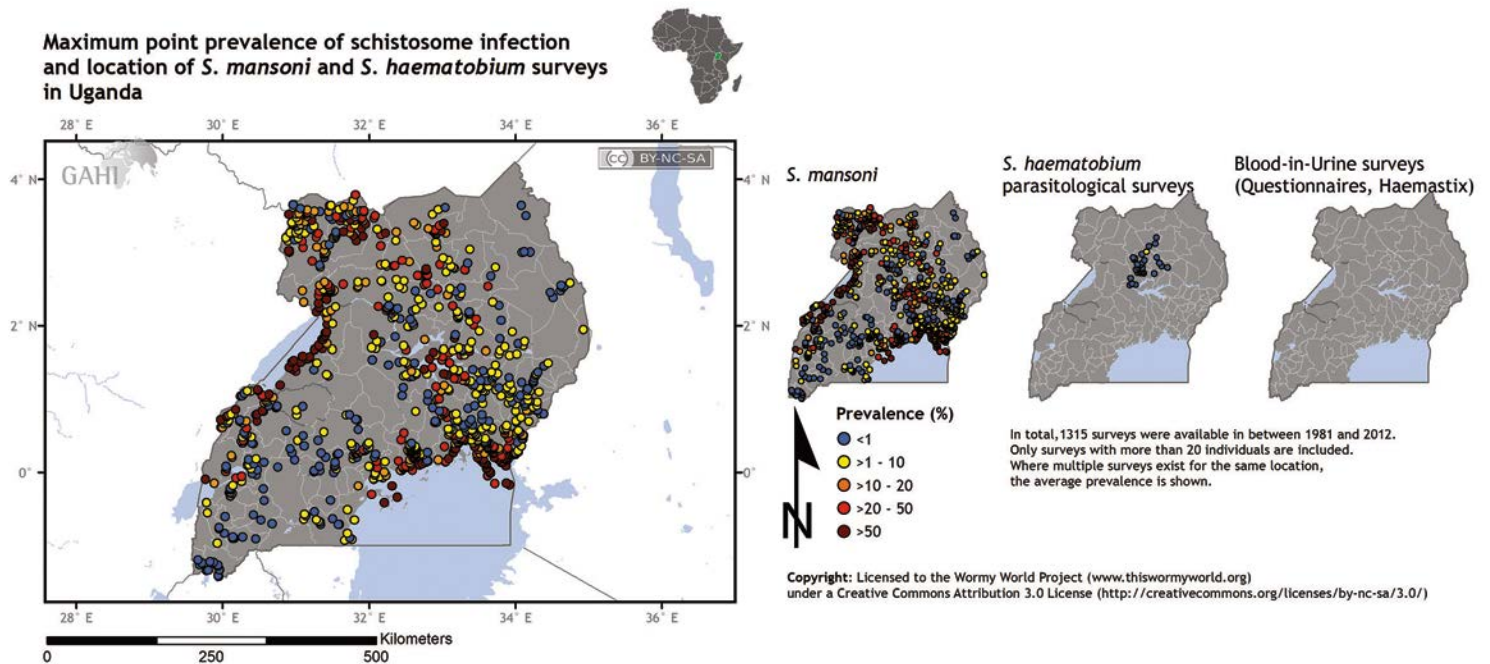 Maximum point prevalence of schistosome infection
and location of S. mansoni and S. haematobium surveys
in Uganda
28° E
30° E
32° E
34° E
36° E
GAHI
cc BY-NC-SA
4°
4° N
2°
2° N
0°
0°
28° E
30° E
32° E
34° E
36° E
Kilometers
0
250
500
S. mansoni
S. haematobium
parasitological surveys
Blood-in-Urine surveys
(Questionnaires, Haemastix)
Prevalence (%)
<1
>1 - 10
>10 - 20
>20 - 50
>50
N
In total,1315 surveys were available in between 1981 and 2012.
Only surveys with more than 20 individuals are included.
Where multiple surveys exist for the same location,
the average prevalence is shown.
Copyright: Licensed to the Wormy World Project (www.thiswormyworld.org)
under a Creative Commons Attribution 3.0 License (http://creativecommons.org/licenses/by-nc-sa/3.0/)